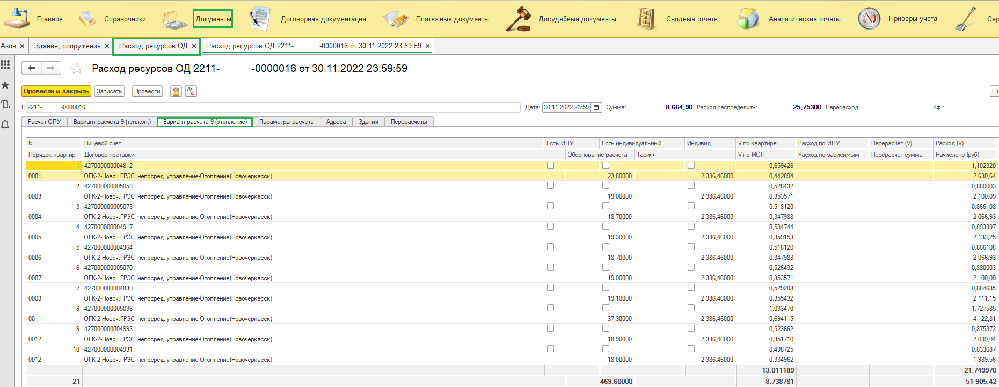 Главное Справочники Документы Договорная документация Платежные документы Досудебные документы Сводные отчеты Аналитические отчеты Приборы учета Сер
Азов × Здания, сооружения × Расход ресурсов ОД × Расход ресурсов ОД 2211- -0000016 от 30.11.2022 23:59:59 ×
Расход ресурсов ОД 2211- -0000016 от 30.11.2022 23:59:59
Провести и закрыть Записать Провести Дт Кт Ещ
Н 2211- -0000016 Дата: 30.11.2022 23:59 Сумма: 8 664,90 Расход распределить: 25,75300 Перерасход: Кф.:
Расчет ОПУ Вариант расчета 9 (тепл.эн.) Вариант расчета 9 (отопление) Параметры расчета Адреса Здания Перерасчеты
N Лицевой счет Есть ИПУ Есть индивидуальный Индивид. V по квартире Расход по ИПУ Перерасчет (V) Расход (V)
Порядок квартир Договор поставки Обоснование расчета Тариф V по МОП Расход по зависимым Перерасчет сумма Начислено (руб)
1 427000000004812 0,659426 1,102320
0001 ОГК-2-Новоч.ГРЭС непосред. управление-Отопление(Новочеркасск) 23,80000 2 386,46000 0,442894 2 630,64
2 427000000005058 0,526432 0,880003
0003 ОГК-2-Новоч.ГРЭС непосред. управление-Отопление(Новочеркасск) 19,00000 2 386,46000 0,353571 2 100,09
3 427000000005073 0,518120 0,866108
0004 ОГК-2-Новоч.ГРЭС непосред. управление-Отопление(Новочеркасск) 18,70000 2 386,46000 0,347988 2 066,93
4 427000000004917 0,534744 0,893897
0005 ОГК-2-Новоч.ГРЭС непосред. управление-Отопление(Новочеркасск) 19,30000 2 386,46000 0,359153 2 133,25
5 427000000004964 0,518120 0,866108
0006 ОГК-2-Новоч.ГРЭС непосред. управление-Отопление(Новочеркасск) 18,70000 2 386,46000 0,347988 2 066,93
6 427000000005070 0,526432 0,880003
0007 ОГК-2-Новоч.ГРЭС непосред. управление-Отопление(Новочеркасск) 19,00000 2 386,46000 0,353571 2 100,09
7 427000000004830 0,529203 0,884635
0008 ОГК-2-Новоч.ГРЭС непосред. управление-Отопление(Новочеркасск) 19,10000 2 386,46000 0,355432 2 111,15
8 427000000005036 1,033470 1,727585
0011 ОГК-2-Новоч.ГРЭС непосред. управление-Отопление(Новочеркасск) 37,30000 2 386,46000 0,694115 4 122,81
9 427000000004993 0,523662 0,875372
0012 ОГК-2-Новоч.ГРЭС непосред. управление-Отопление(Новочеркасск) 18,90000 2 386,46000 0,351710 2 089,04
10 427000000004931 0,498725 0,833687
0012 ОГК-2-Новоч.ГРЭС непосред. управление-Отопление(Новочеркасск) 18,00000 2 386,46000 0,334962 1 989,56
13,011189 21,749970
21 469,60000 8,738781 51 905,42